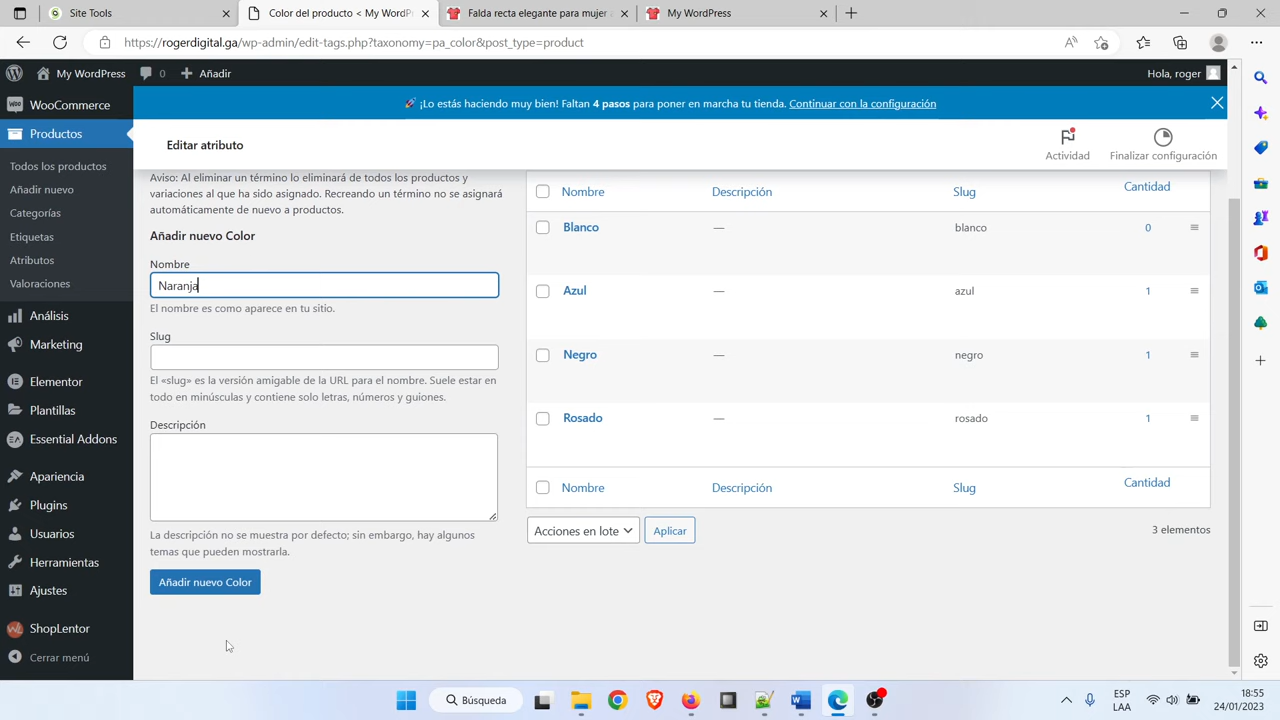 Site Tools
Color del producto < My WordPr
Falda recta elegante para mujer
My WordPress
https://rogerdigital.ga/wp-admin/edit-tags.php?taxonomy=pa_color&post_type=product
My WordPress
0
Añadir
Hola, roger
🚀 ¡Lo estás haciendo muy bien! Faltan 4 pasos para poner en marcha tu tienda. Continuar con la configuración
WooCommerce
Productos
Todos los productos
Añadir nuevo
Categorías
Etiquetas
Atributos
Valoraciones
Análisis
Marketing
Elementor
Plantillas
Essential Addons
Apariencia
Plugins
Usuarios
Herramientas
Ajustes
ShopLentor
Cerrar menú
Editar atributo
Actividad
Finalizar configuración
Aviso: Al eliminar un término lo eliminará de todos los productos y
variaciones al que ha sido asignado. Recreando un término no se asignará
automáticamente de nuevo a productos.
Añadir nuevo Color
Nombre
Naranja
El nombre es como aparece en tu sitio.
Slug
El «slug» es la versión amigable de la URL para el nombre. Suele estar en
todo en minúsculas y contiene solo letras, números y guiones.
Descripción
La descripción no se muestra por defecto; sin embargo, hay algunos
temas que pueden mostrarla.
Añadir nuevo Color
Nombre Descripción Slug Cantidad
Blanco — blanco 0
Azul — azul 1
Negro — negro 1
Rosado — rosado 1
Nombre Descripción Slug Cantidad
Acciones en lote
Aplicar
3 elementos
Búsqueda
ESP
LAA
18:55
24/01/2023